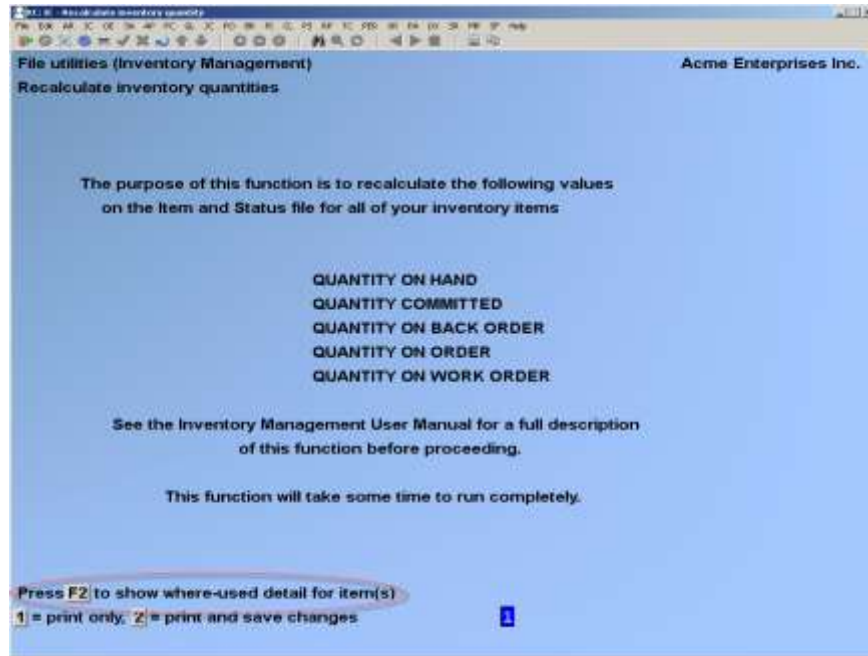 Recalculate inventory quantity
File utilities (Inventory Management) Acme Enterprises Inc.
Recalculate inventory quantities
The purpose of this function is to recalculate the following values
on the Item and Status file for all of your inventory items
QUANTITY ON HAND
QUANTITY COMMITTED
QUANTITY ON BACK ORDER
QUANTITY ON ORDER
QUANTITY ON WORK ORDER
See the Inventory Management User Manual for a full description
of this function before proceeding.
This function will take some time to run completely.
Press F2 to show where-used detail for item(s)
1 = print only, 2 = print and save changes 1